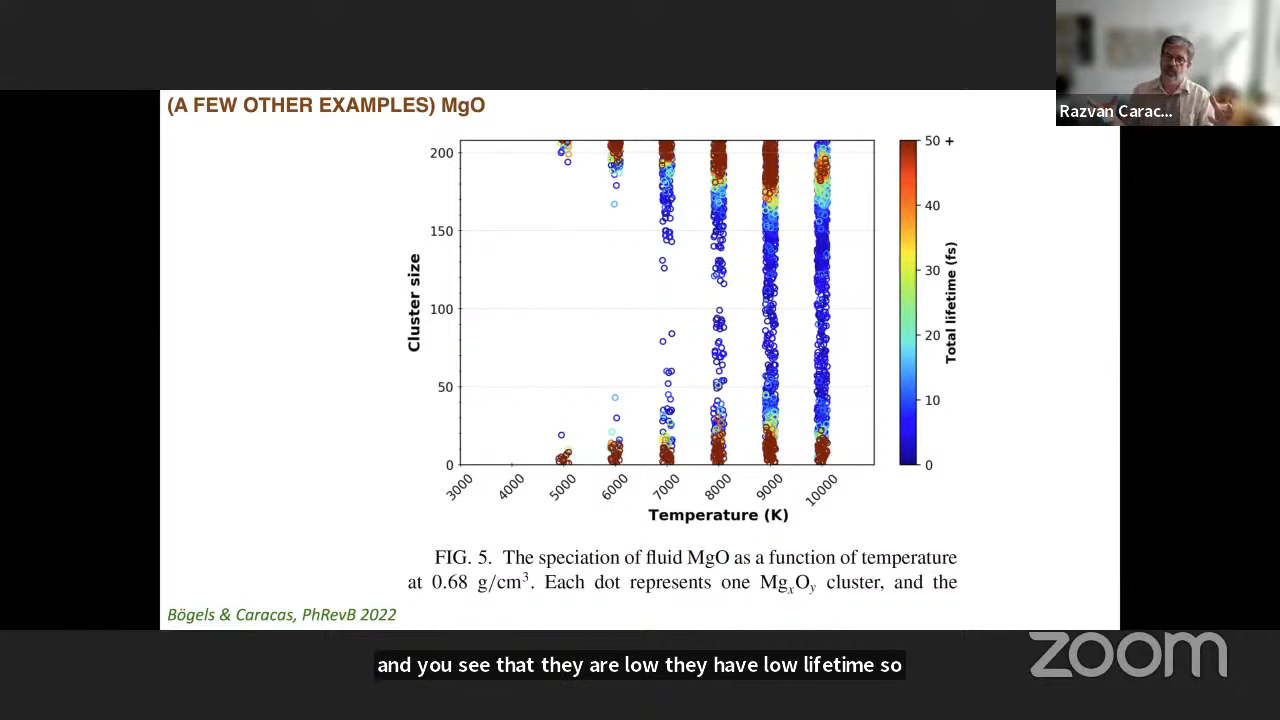 (A FEW OTHER EXAMPLES) MgO
Razvan Carac...
200
150
100
50
0
Cluster size
3000
4000
5000
6000
7000
8000
9000
10000
Temperature (K)
50 +
40
30
20
10
0
Total lifetime (fs)
FIG. 5. The speciation of fluid MgO as a function of temperature
at 0.68 g/cm³. Each dot represents one MgₓOᵧ cluster, and the
Bögels & Caracas, PhRevB 2022
zoom
and you see that they are low they have low lifetime so